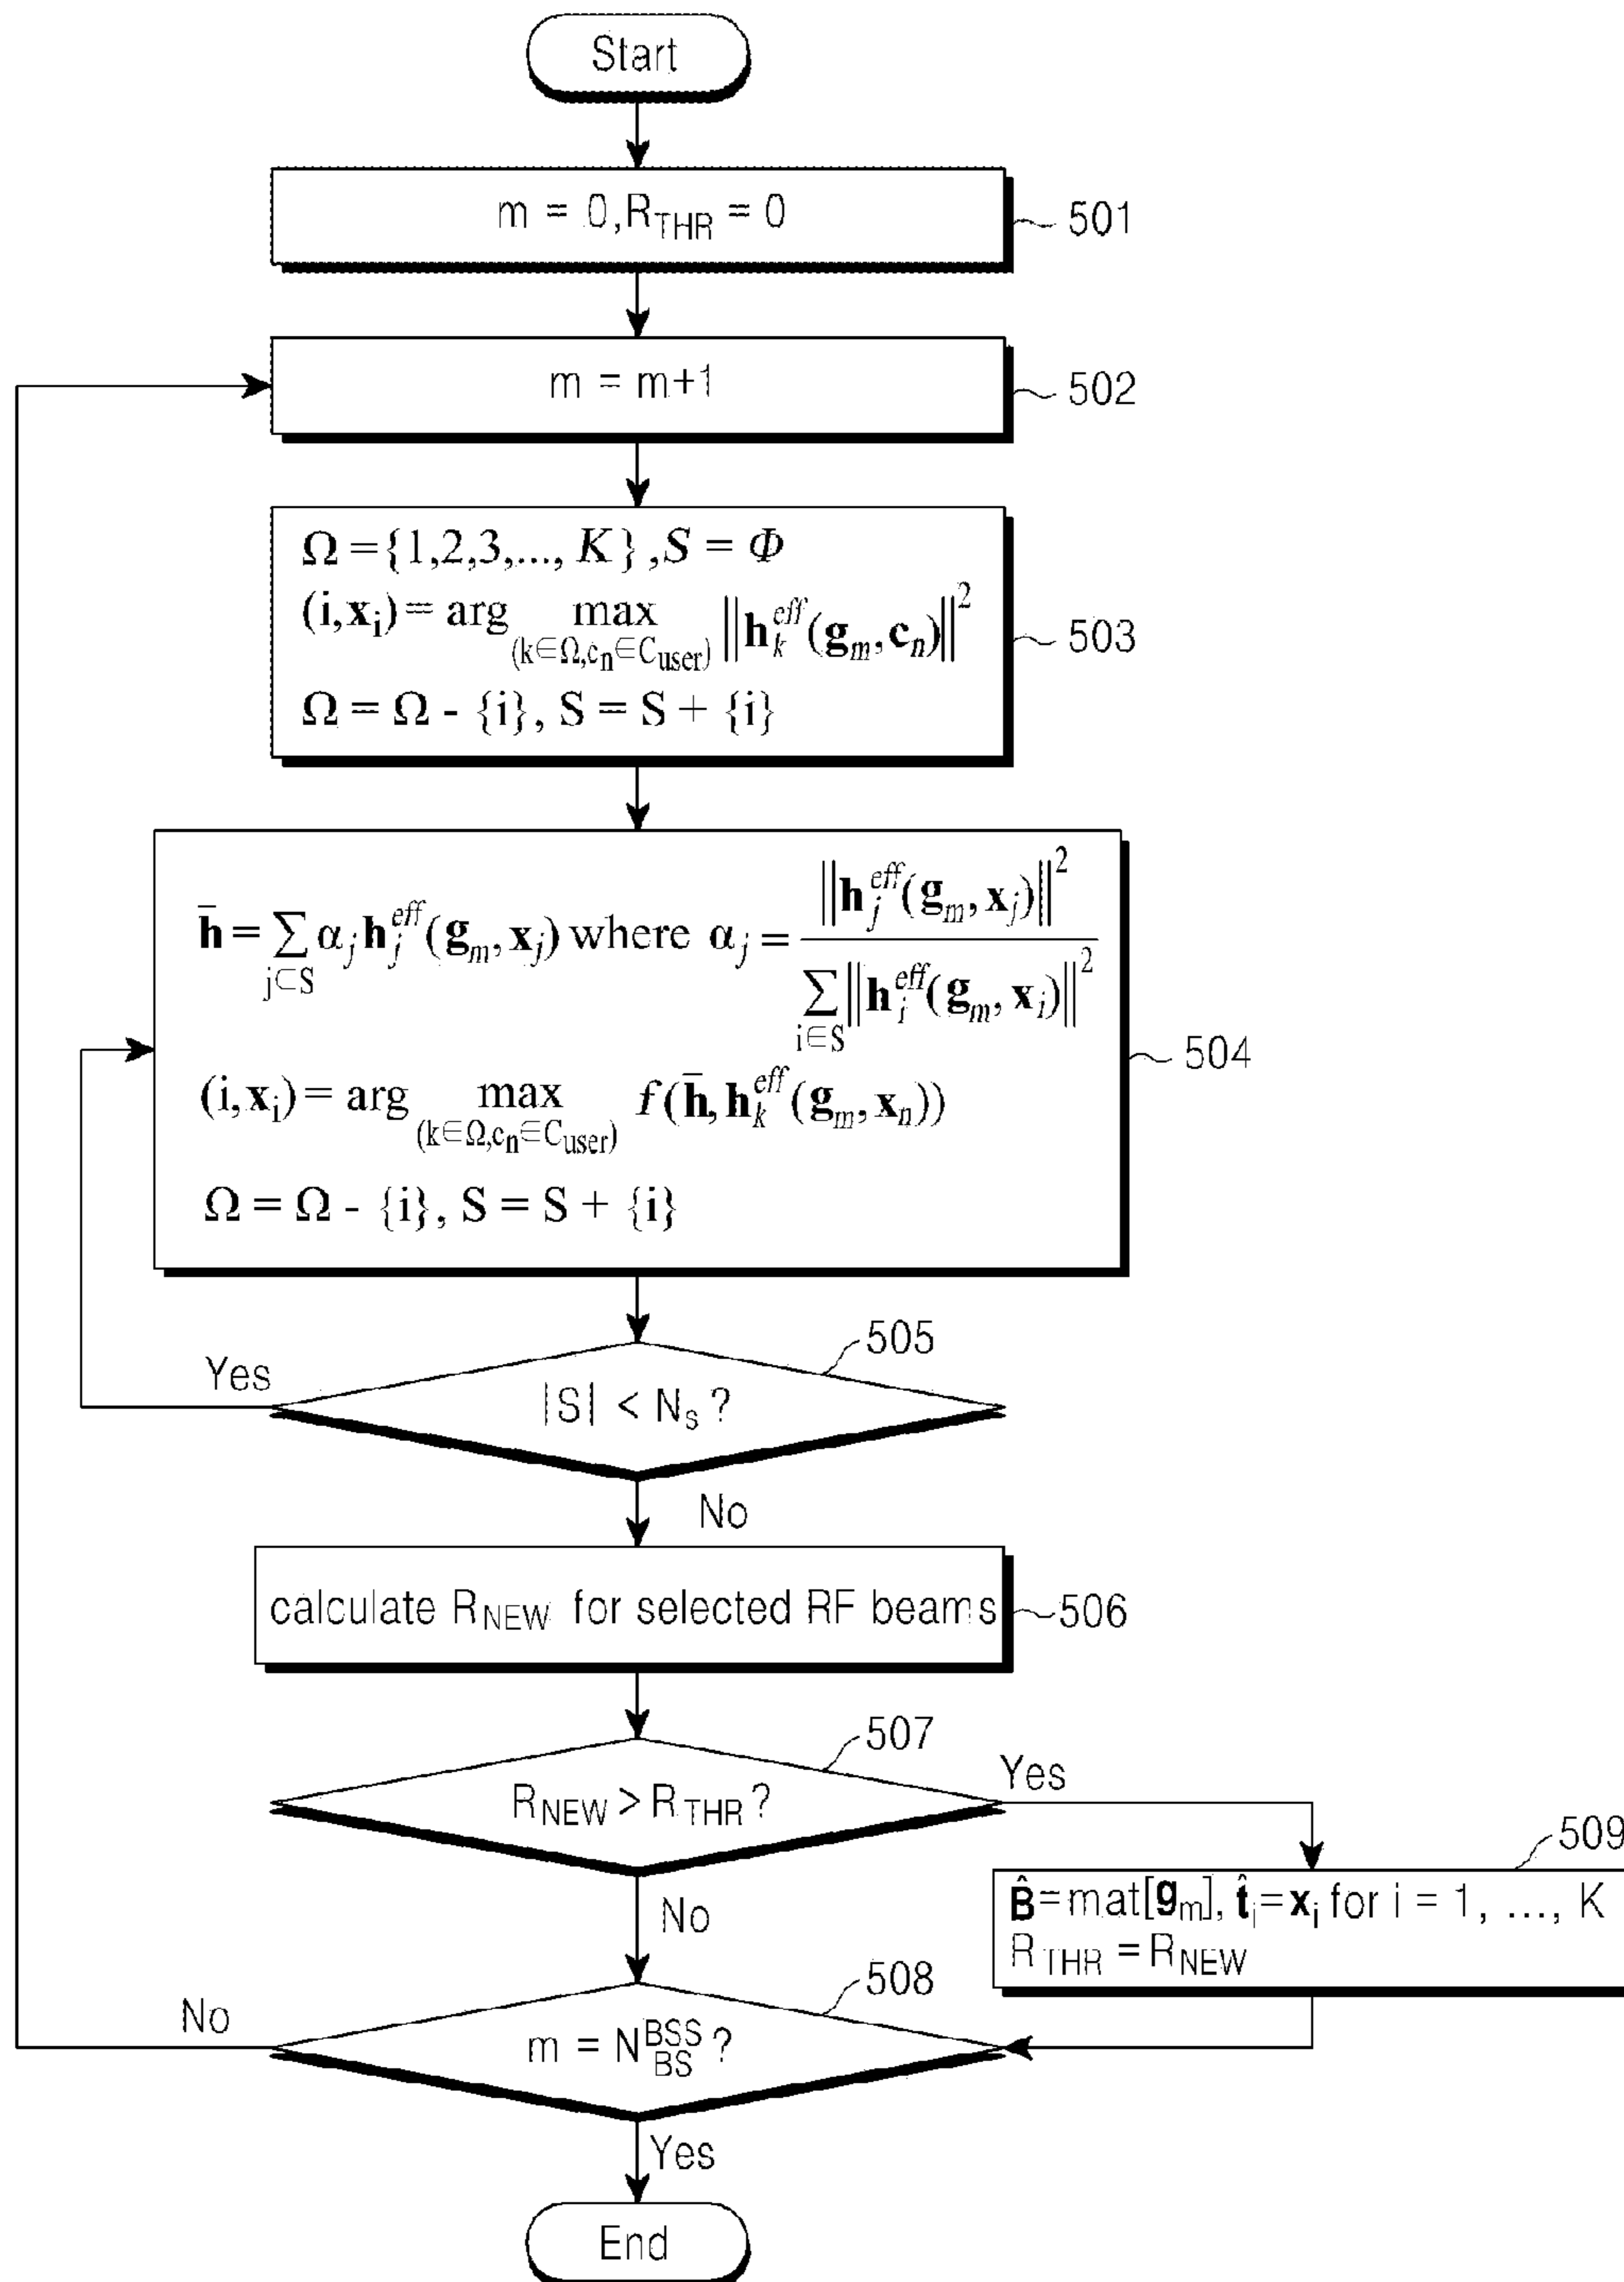 Start
m = 0,R_THR = 0
501
m = m+1
502
Ω ={1,2,3,..., K} ,S = Φ
(i,x_i) = arg max_(k∈Ω,c_n∈C_user) ||h_k^eff(g_m, c_n)||^2
Ω = Ω - {i}, S = S + {i}
503
h̄ = ∑_j⊂S α_j h_j^eff(g_m, x_j) where α_j = ||h_j^eff(g_m, x_j)||^2 / ∑_i∈S ||h_i^eff(g_m, x_i)||^2
(i,x_i) = arg max_(k∈Ω,c_n∈C_user) f(h̄, h_k^eff(g_m, x_n))
Ω = Ω - {i}, S = S + {i}
504
505
Yes
|S| < N_s ?
No
calculate R_NEW for selected RF beams
506
507
R_NEW > R_THR ?
Yes
509
B̂=mat[g_m], t̂_i=x_i for i = 1, ..., K
R_THR = R_NEW
No
508
No
m = N_BS^BSS ?
Yes
End